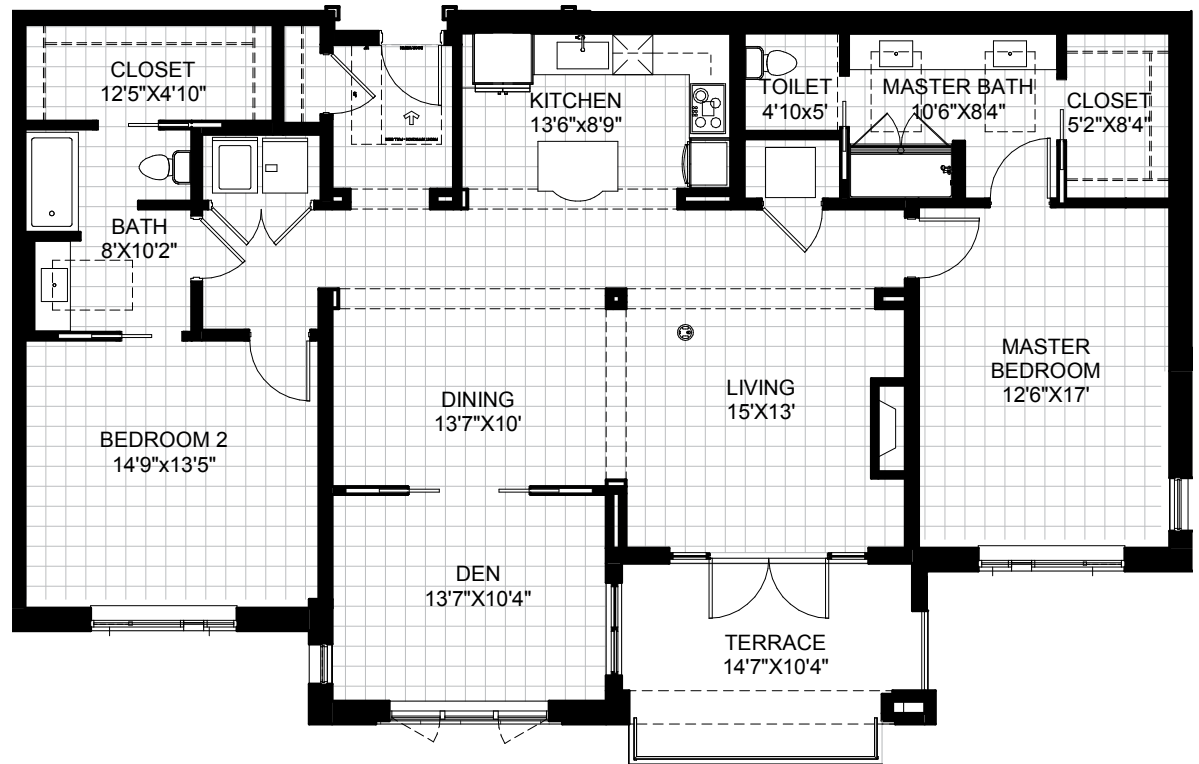 CLOSET
12'5"X4'10"
KITCHEN
13'6"x8'9"
TOILET
4'10x5'
MASTER BATH
10'6"X8'4"
CLOSET
5'2"X8'4"
BATH
8'X10'2"
MASTER
BEDROOM
12'6"X17'
LIVING
15'X13'
DINING
13'7"X10'
BEDROOM 2
14'9"x13'5"
DEN
13'7"X10'4"
TERRACE
14'7"X10'4"